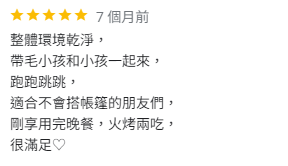 7 個月前
整體環境乾淨，
帶毛小孩和小孩一起來，
跑跑跳跳，
適合不會搭帳篷的朋友們，
剛享用完晚餐，火烤兩吃，
很滿足♡